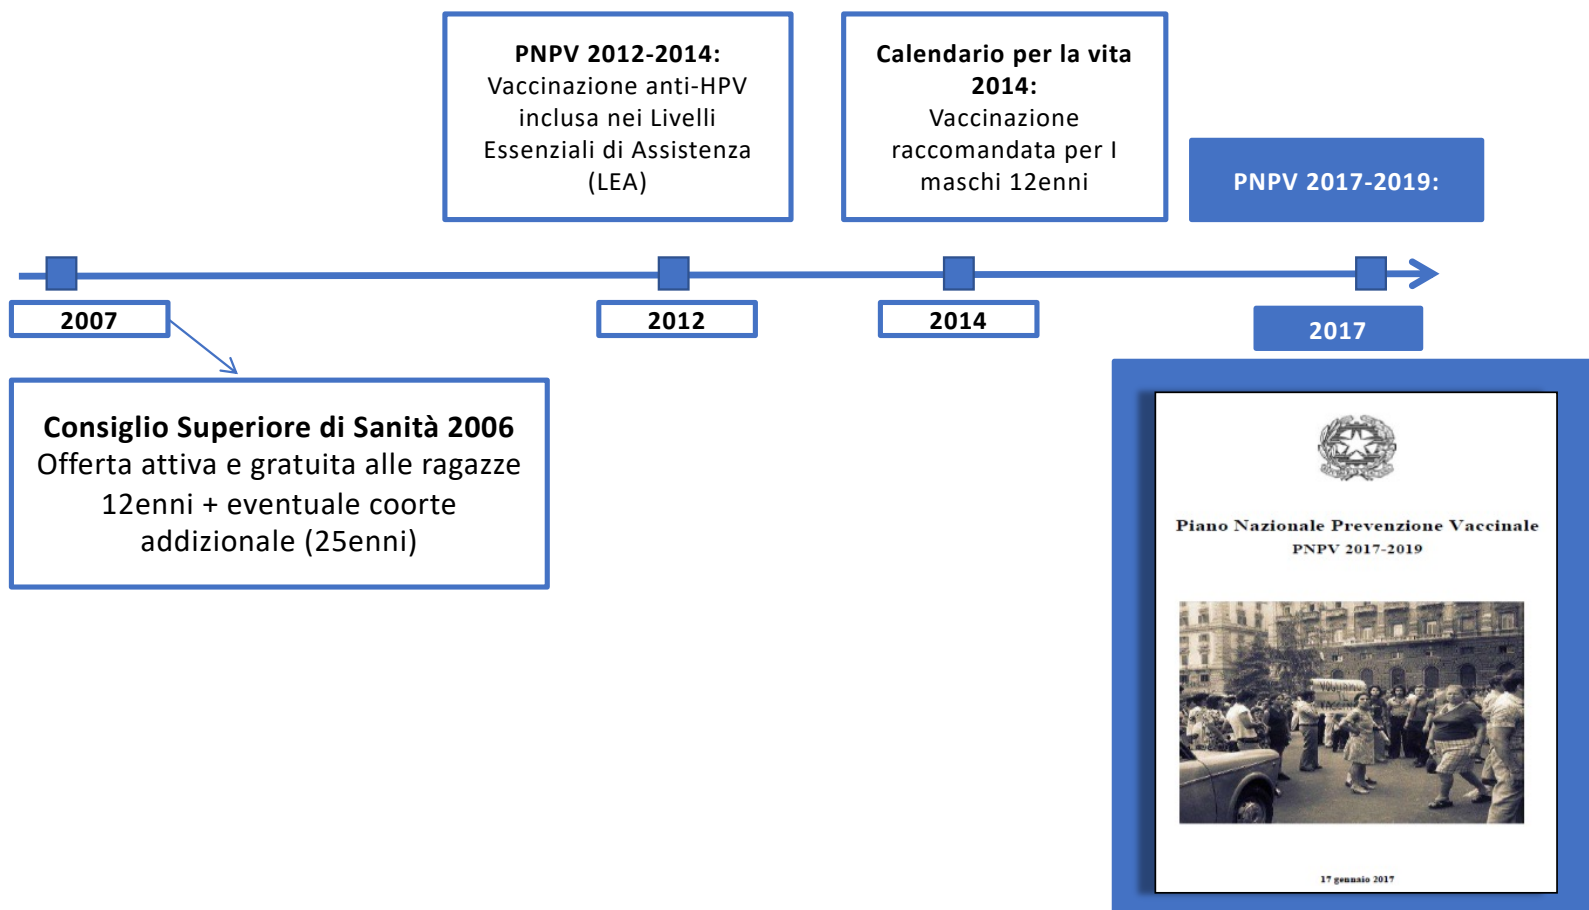 PNPV 2012-2014:
Vaccinazione anti-HPV
inclusa nei Livelli
Essenziali di Assistenza
(LEA)
Calendario per la vita
2014:
Vaccinazione
raccomandata per I
maschi 12enni
PNPV 2017-2019:
2007
2012
2014
2017
Consiglio Superiore di Sanità 2006
Offerta attiva e gratuita alle ragazze
12enni + eventuale coorte
addizionale (25enni)
Piano Nazionale Prevenzione Vaccinale
PNPV 2017-2019
VOGLIAMO
17 gennaio 2017